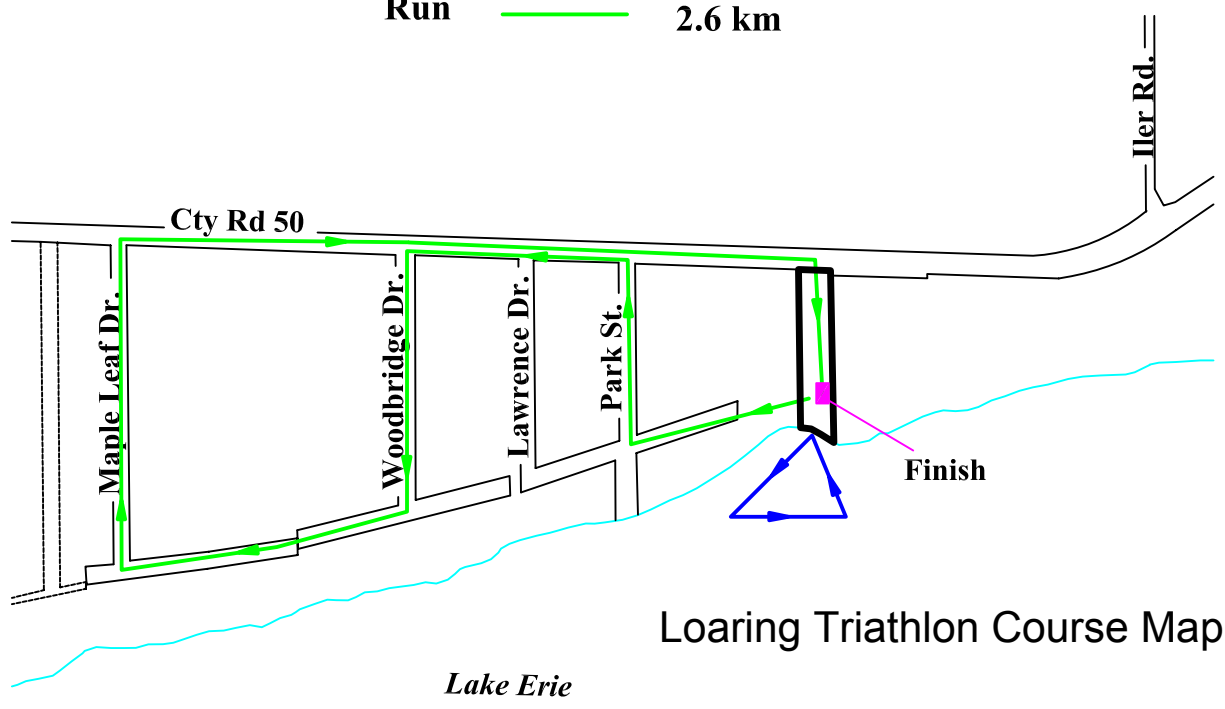 Run 2.6 km
Iler Rd.
Cty Rd 50
Maple Leaf Dr.
Woodbridge Dr.
Lawrence Dr.
Park St.
Finish
Loaring Triathlon Course Map
Lake Erie